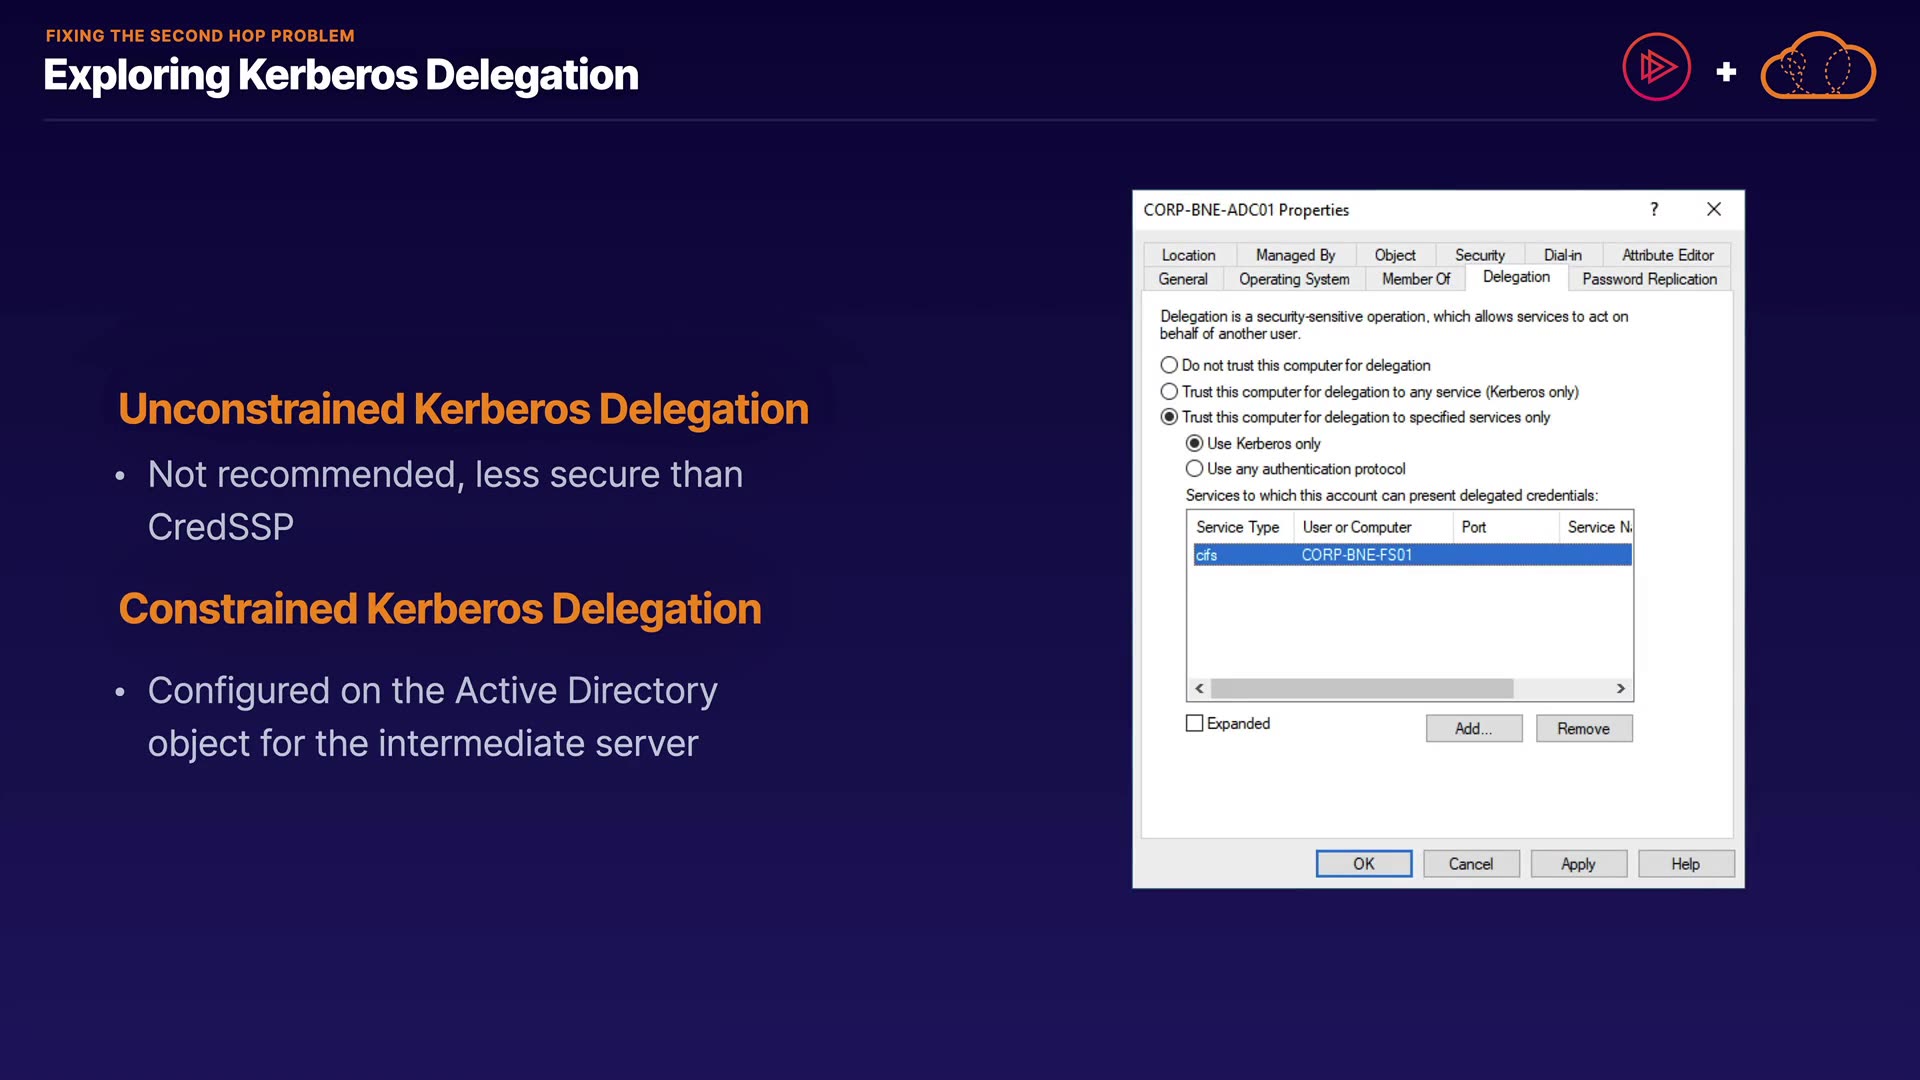 FIXING THE SECOND HOP PROBLEM
Exploring Kerberos Delegation
Unconstrained Kerberos Delegation
• Not recommended, less secure than
CredSSP
Constrained Kerberos Delegation
• Configured on the Active Directory
object for the intermediate server
CORP-BNE-ADC01 Properties
Location Managed By Object Security Dial-in Attribute Editor
General Operating System Member Of Delegation Password Replication
Delegation is a security-sensitive operation, which allows services to act on
behalf of another user.
Do not trust this computer for delegation
Trust this computer for delegation to any service (Kerberos only)
Trust this computer for delegation to specified services only
Use Kerberos only
Use any authentication protocol
Services to which this account can present delegated credentials:
Service Type User or Computer Port Service N
cifs CORP-BNE-FS01
Expanded Add... Remove
OK Cancel Apply Help